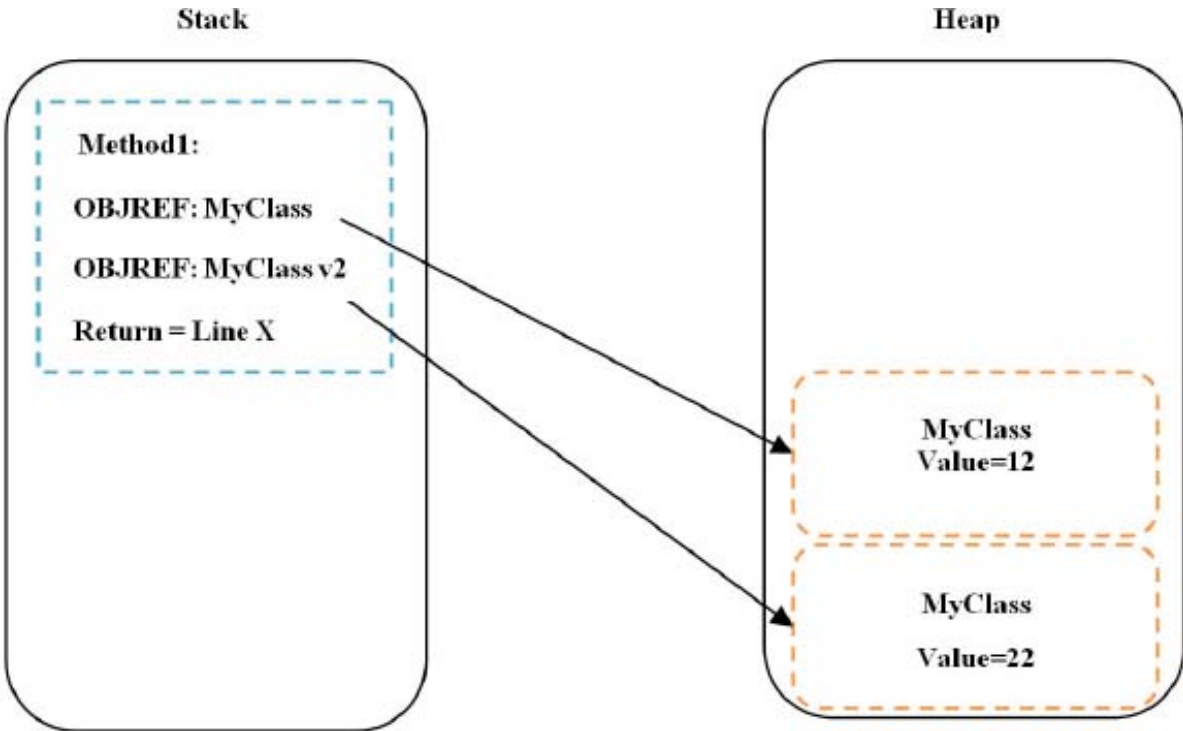 Stack
Heap
Method1:
OBJREF: MyClass
OBJREF: MyClass v2
Return = Line X
MyClass
Value=12
MyClass
Value=22